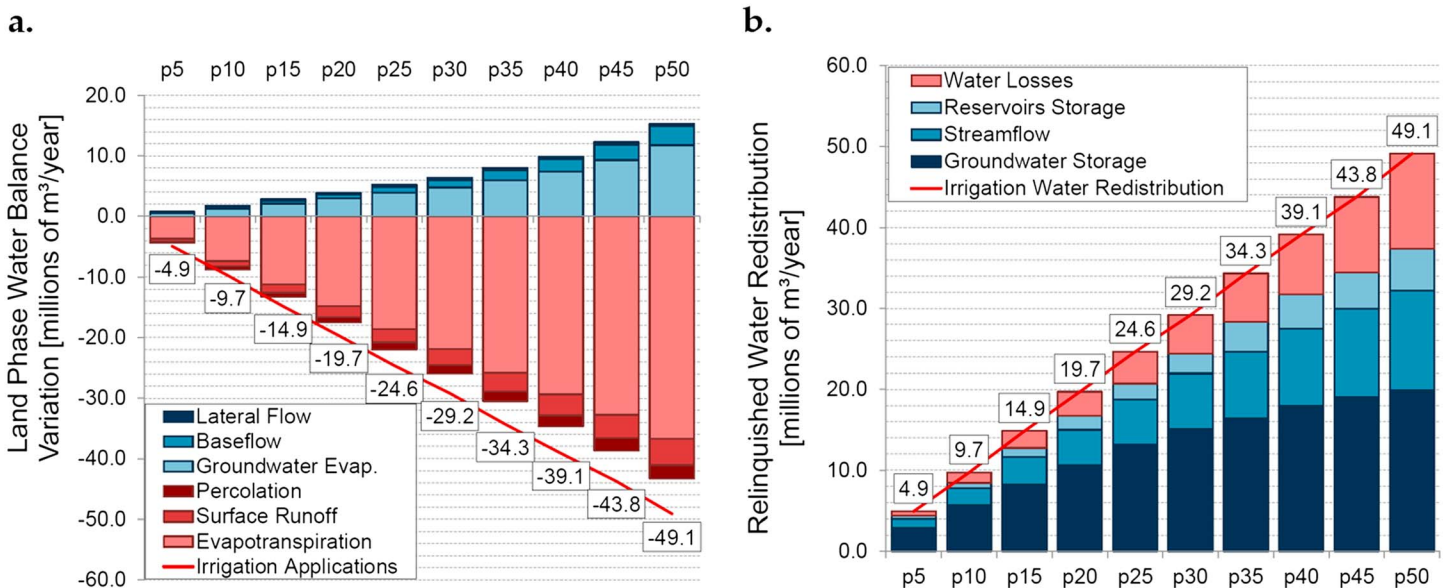 a.
p5 p10 p15 p20 p25 p30 p35 p40 p45 p50
Land Phase Water Balance
Variation [millions of m³/year]
20.0
10.0
0.0
-10.0
-20.0
-30.0
-40.0
-50.0
-60.0
-4.9
-9.7
-14.9
-19.7
-24.6
-29.2
-34.3
-39.1
-43.8
-49.1
Lateral Flow
Baseflow
Groundwater Evap.
Percolation
Surface Runoff
Evapotranspiration
Irrigation Applications
b.
Relinquished Water Redistribution
[millions of m³/year]
60.0
50.0
40.0
30.0
20.0
10.0
0.0
Water Losses
Reservoirs Storage
Streamflow
Groundwater Storage
Irrigation Water Redistribution
4.9
9.7
14.9
19.7
24.6
29.2
34.3
39.1
43.8
49.1
p5 p10 p15 p20 p25 p30 p35 p40 p45 p50